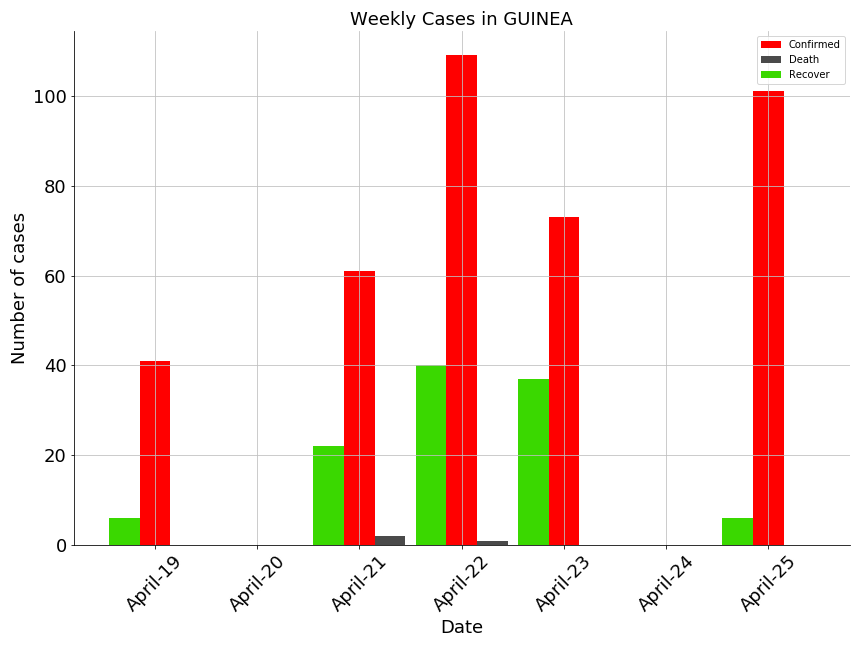 Weekly Cases in GUINEA
Confirmed
Death
Recover
Number of cases
100
80
60
40
20
0
April-19
April-20
April-21
April-22
April-23
April-24
April-25
Date